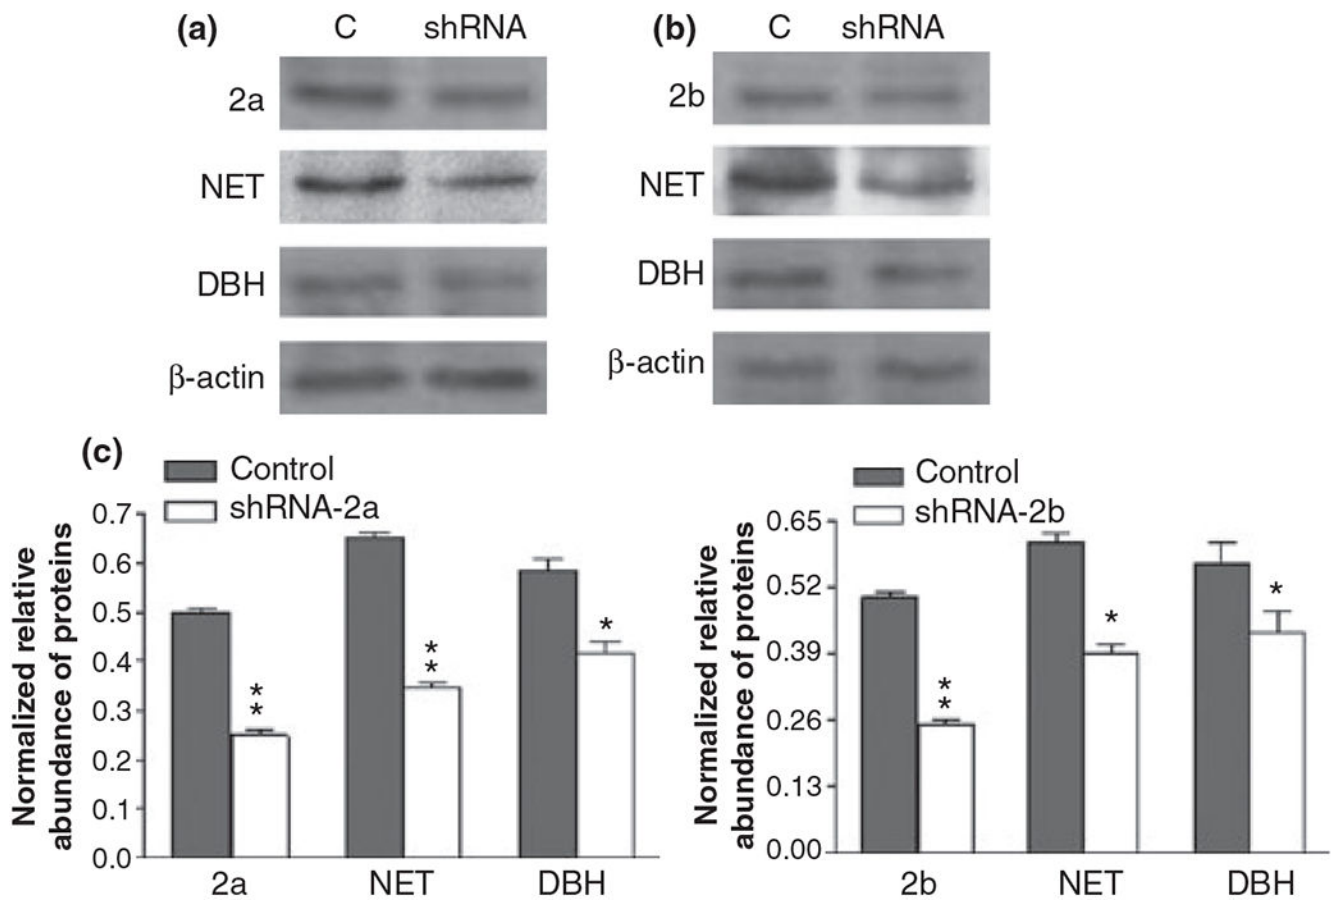 (a) C shRNA
2a
NET
DBH
β-actin
(b) C shRNA
2b
NET
DBH
β-actin
(c)
Control
shRNA-2a
Normalized relative
abundance of proteins
0.7
0.6
0.5
0.4
0.3
0.2
0.1
0.0
* *
* *
*
2a NET DBH
Control
shRNA-2b
Normalized relative
abundance of proteins
0.65
0.52
0.39
0.26
0.13
0.00
* *
*
*
2b NET DBH